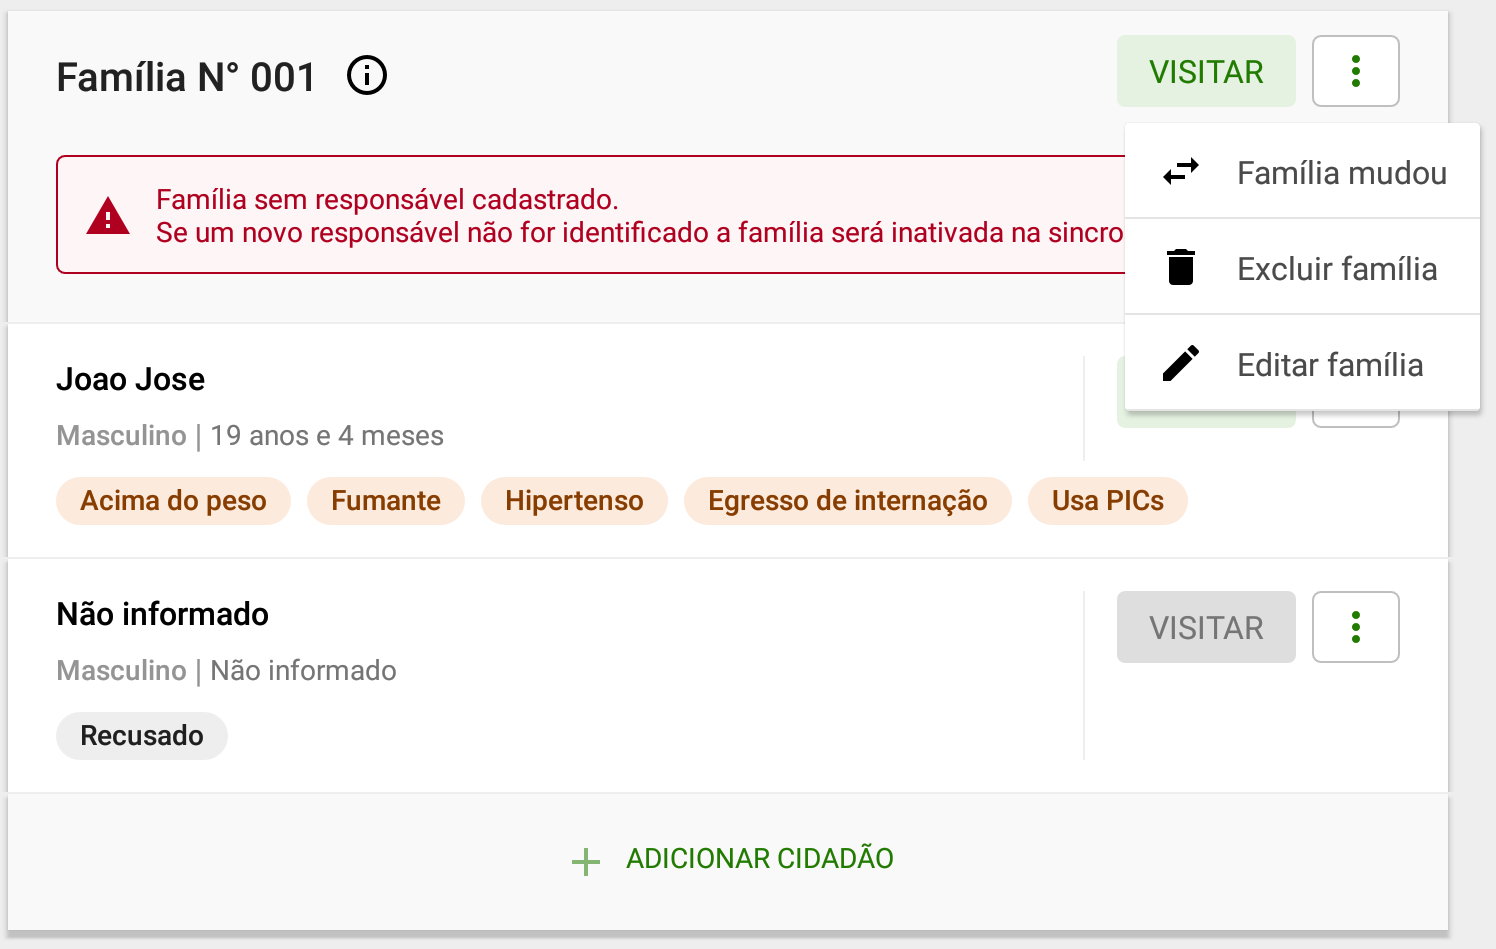 Família N° 001
VISITAR
Família mudou
Excluir família
Editar família
Família sem responsável cadastrado.
Se um novo responsável não for identificado a família será inativada na sincro
Joao Jose
Masculino | 19 anos e 4 meses
Acima do peso Fumante Hipertenso Egresso de internação Usa PICs
Não informado
VISITAR
Masculino | Não informado
Recusado
ADICIONAR CIDADÃO